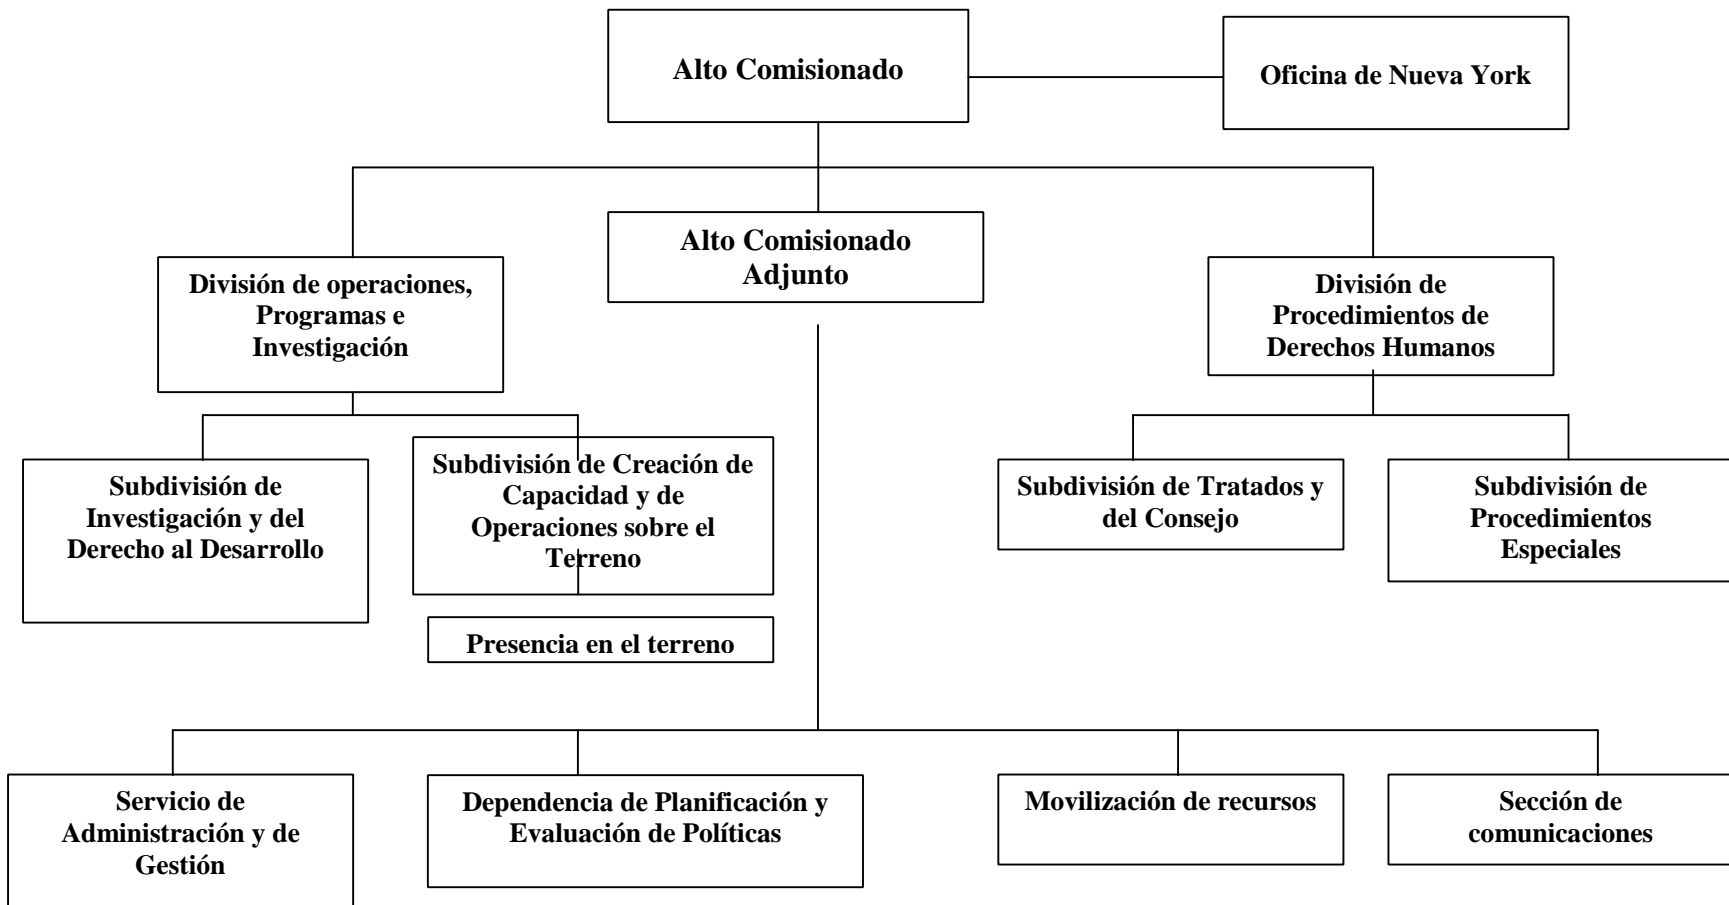 Alto Comisionado
Oficina de Nueva York
Alto Comisionado
Adjunto
División de operaciones,
Programas e
Investigación
División de
Procedimientos de
Derechos Humanos
Subdivisión de
Investigación y del
Derecho al Desarrollo
Subdivisión de Creación de
Capacidad y de
Operaciones sobre el
Terreno
Subdivisión de Tratados y
del Consejo
Subdivisión de
Procedimientos
Especiales
Presencia en el terreno
Servicio de
Administración y de
Gestión
Dependencia de Planificación y
Evaluación de Políticas
Movilización de recursos
Sección de
comunicaciones